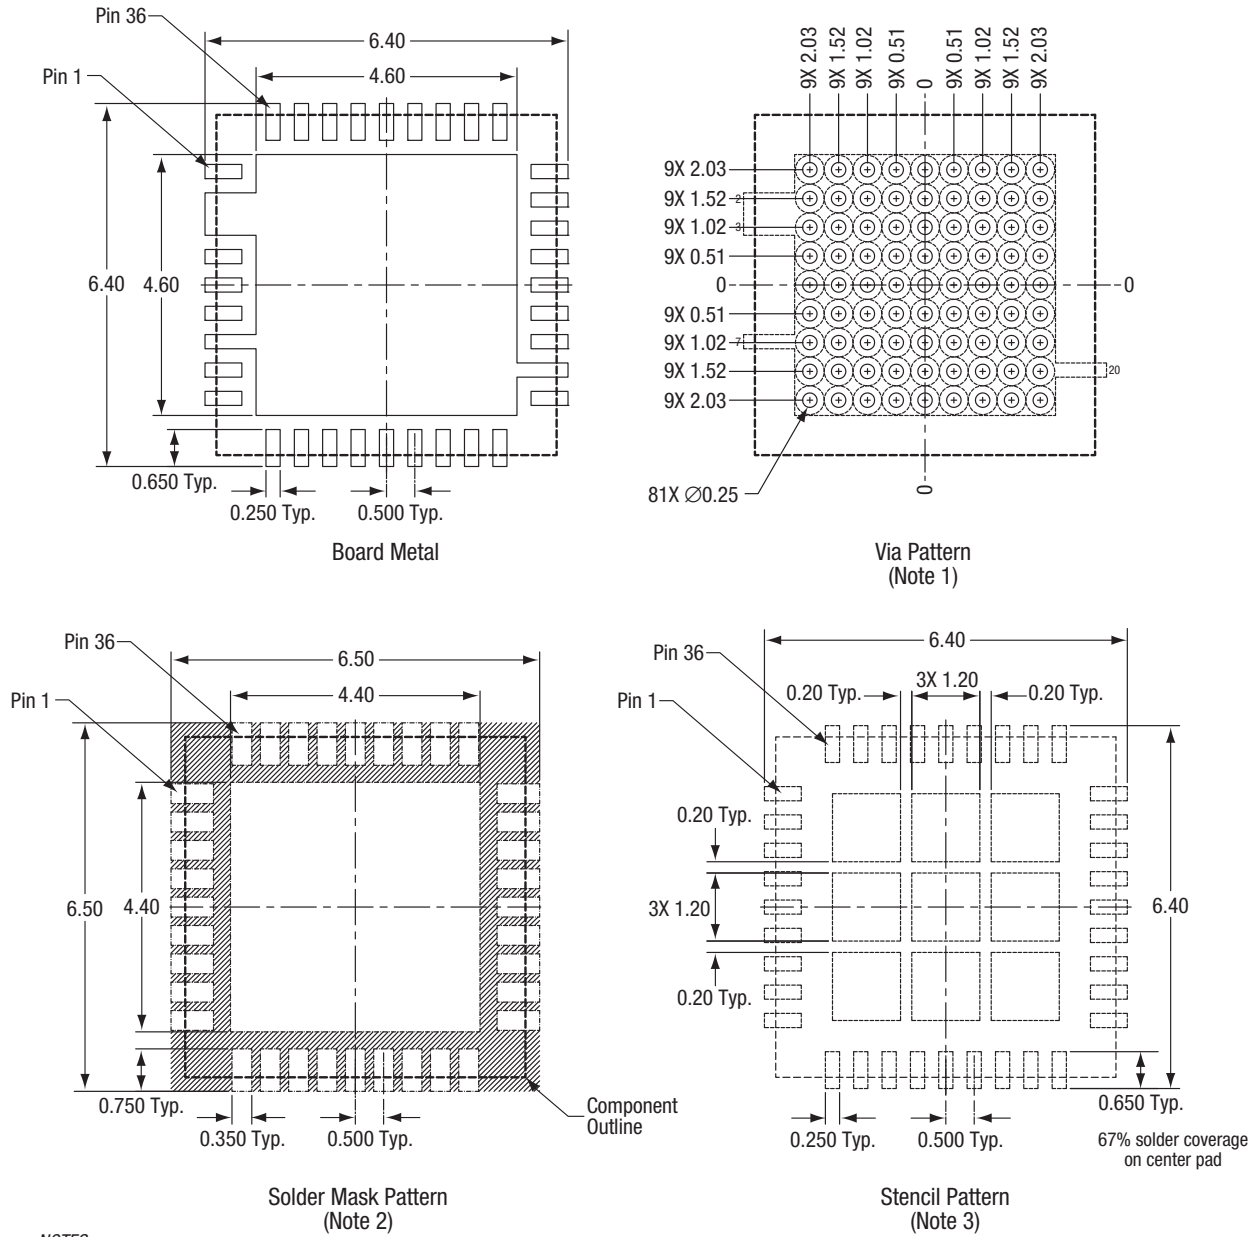 Pin 36
6.40
4.60
Pin 1
6.40
4.60
0.650 Typ.
0.250 Typ.
0.500 Typ.
Board Metal
9X 2.03
9X 1.52
9X 1.02
9X 0.51
0
9X 0.51
9X 1.02
9X 1.52
9X 2.03
9X 2.03
9X 1.52
2
9X 1.02
3
9X 0.51
0
0
9X 0.51
9X 1.02
7
9X 1.52
20
9X 2.03
81X ∅0.25
0
Via Pattern
(Note 1)
Pin 36
6.50
4.40
Pin 1
6.50
4.40
0.750 Typ.
0.350 Typ.
0.500 Typ.
Component
Outline
Solder Mask Pattern
(Note 2)
6.40
Pin 36
3X 1.20
0.20 Typ.
0.20 Typ.
Pin 1
0.20 Typ.
3X 1.20
6.40
0.20 Typ.
0.650 Typ.
0.250 Typ.
0.500 Typ.
67% solder coverage
on center pad
Stencil Pattern
(Note 3)